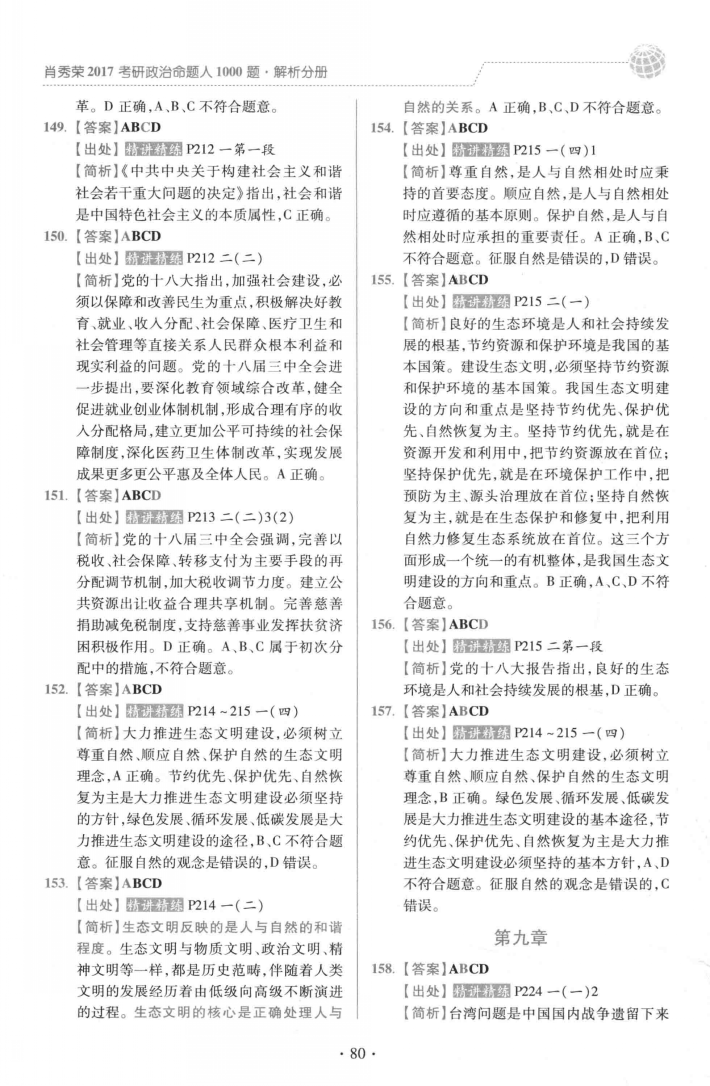 肖秀荣2017考研政治命题人1000题·解析分册
革。D正确,A、B、C不符合题意。
149.【答案】ABCD
【出处】精讲精练 P212 一第一段
【简析】《中共中央关于构建社会主义和谐
社会若干重大问题的决定》指出,社会和谐
是中国特色社会主义的本质属性,C正确。
150.【答案】ABCD
【出处】精讲精练 P212 二(二)
【简析】党的十八大指出,加强社会建设,必
须以保障和改善民生为重点,积极解决好教
育、就业、收入分配、社会保障、医疗卫生和
社会管理等直接关系人民群众根本利益和
现实利益的问题。党的十八届三中全会进
一步提出,要深化教育领域综合改革,健全
促进就业创业体制机制,形成合理有序的收
入分配格局,建立更加公平可持续的社会保
障制度,深化医药卫生体制改革,实现发展
成果更多更公平惠及全体人民。A正确。
151.【答案】ABCD
【出处】精讲精练 P213 二(二)3(2)
【简析】党的十八届三中全会强调,完善以
税收、社会保障、转移支付为主要手段的再
分配调节机制,加大税收调节力度。建立公
共资源出让收益合理共享机制。完善慈善
捐助减免税制度,支持慈善事业发挥扶贫济
困积极作用。D正确。A、B、C属于初次分
配中的措施,不符合题意。
152.【答案】ABCD
【出处】精讲精练 P214~215 一(四)
【简析】大力推进生态文明建设,必须树立
尊重自然、顺应自然、保护自然的生态文明
理念,A正确。节约优先、保护优先、自然恢
复为主是大力推进生态文明建设必须坚持
的方针,绿色发展、循环发展、低碳发展是大
力推进生态文明建设的途径,B、C不符合题
意。征服自然的观念是错误的,D错误。
153.【答案】ABCD
【出处】精讲精练 P214 一(二)
【简析】生态文明反映的是人与自然的和谐
程度。生态文明与物质文明、政治文明、精
神文明等一样,都是历史范畴,伴随着人类
文明的发展经历着由低级向高级不断演进
的过程。生态文明的核心是正确处理人与
自然的关系。A正确,B、C、D不符合题意。
154.【答案】ABCD
【出处】精讲精练 P215 一(四)1
【简析】尊重自然,是人与自然相处时应秉
持的首要态度。顺应自然,是人与自然相处
时应遵循的基本原则。保护自然,是人与自
然相处时应承担的重要责任。A正确,B、C
不符合题意。征服自然是错误的,D错误。
155.【答案】ABCD
【出处】精讲精练 P215 二(一)
【简析】良好的生态环境是人和社会持续发
展的根基,节约资源和保护环境是我国的基
本国策。建设生态文明,必须坚持节约资源
和保护环境的基本国策。我国生态文明建
设的方向和重点是坚持节约优先、保护优
先、自然恢复为主。坚持节约优先,就是在
资源开发和利用中,把节约资源放在首位;
坚持保护优先,就是在环境保护工作中,把
预防为主、源头治理放在首位;坚持自然恢
复为主,就是在生态保护和修复中,把利用
自然力修复生态系统放在首位。这三个方
面形成一个统一的有机整体,是我国生态文
明建设的方向和重点。B正确,A、C、D不符
合题意。
156.【答案】ABCD
【出处】精讲精练 P215 二第一段
【简析】党的十八大报告指出,良好的生态
环境是人和社会持续发展的根基,D正确。
157.【答案】ABCD
【出处】精讲精练 P214~215 一(四)
【简析】大力推进生态文明建设,必须树立
尊重自然、顺应自然、保护自然的生态文明
理念,B正确。绿色发展、循环发展、低碳发
展是大力推进生态文明建设的基本途径,节
约优先、保护优先、自然恢复为主是大力推
进生态文明建设必须坚持的基本方针,A、D
不符合题意。征服自然的观念是错误的,C
错误。
第九章
158.【答案】ABCD
【出处】精讲精练 P224 一(一)2
【简析】台湾问题是中国国内战争遗留下来
·80·